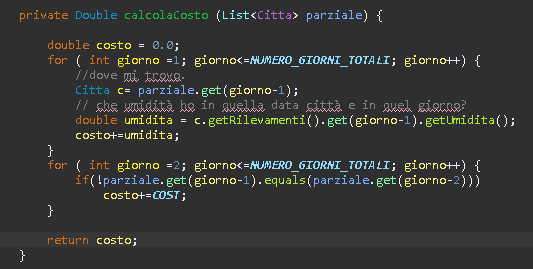 private Double calcolaCosto (List<Citta> parziale) {
double costo = 0.0;
for ( int giorno =1; giorno<=NUMERO_GIORNI_TOTALI; giorno++) {
//dove mi trovo.
Citta c= parziale.get(giorno-1);
// che umidità ho in quella data città e in quel giorno?
double umidita = c.getRilevamenti().get(giorno-1).getUmidita();
costo+=umidita;
}
for ( int giorno =2; giorno<=NUMERO_GIORNI_TOTALI; giorno++) {
if(!parziale.get(giorno-1).equals(parziale.get(giorno-2)))
costo+=COST;
}
return costo;
}